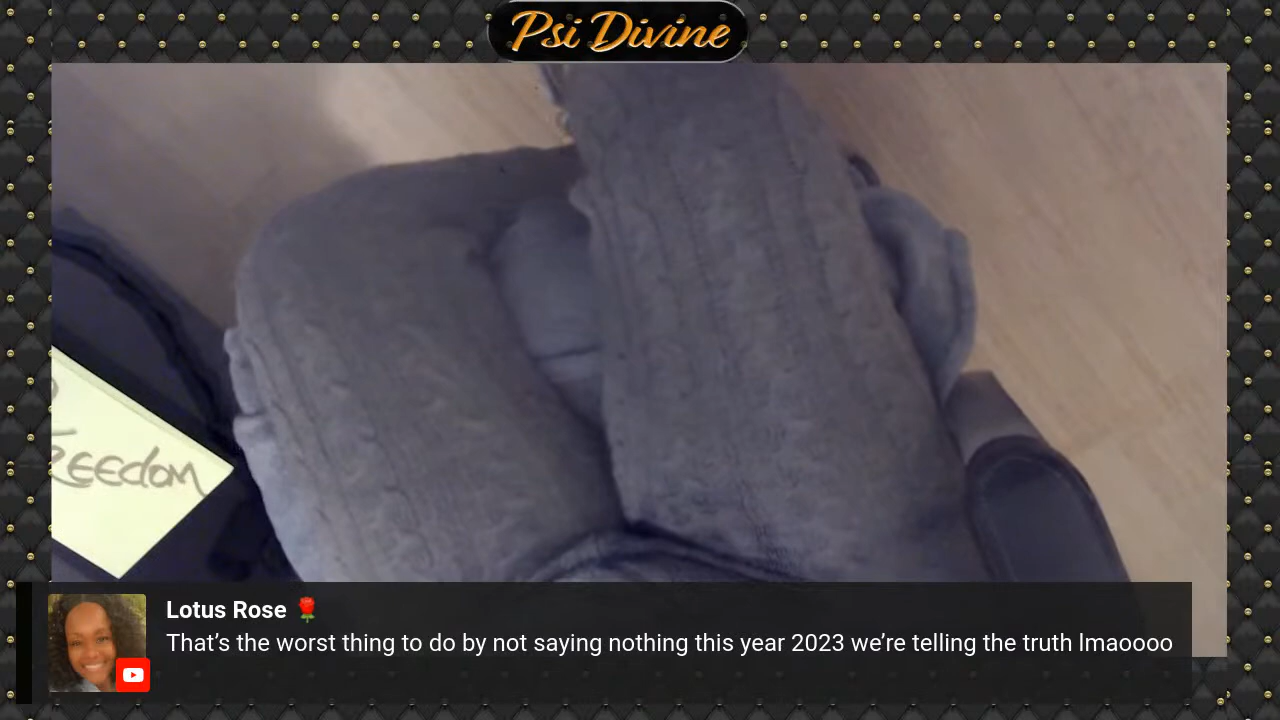 Psi Divine
FREEdom
Lotus Rose 🌹
That’s the worst thing to do by not saying nothing this year 2023 we’re telling the truth lmaoooo